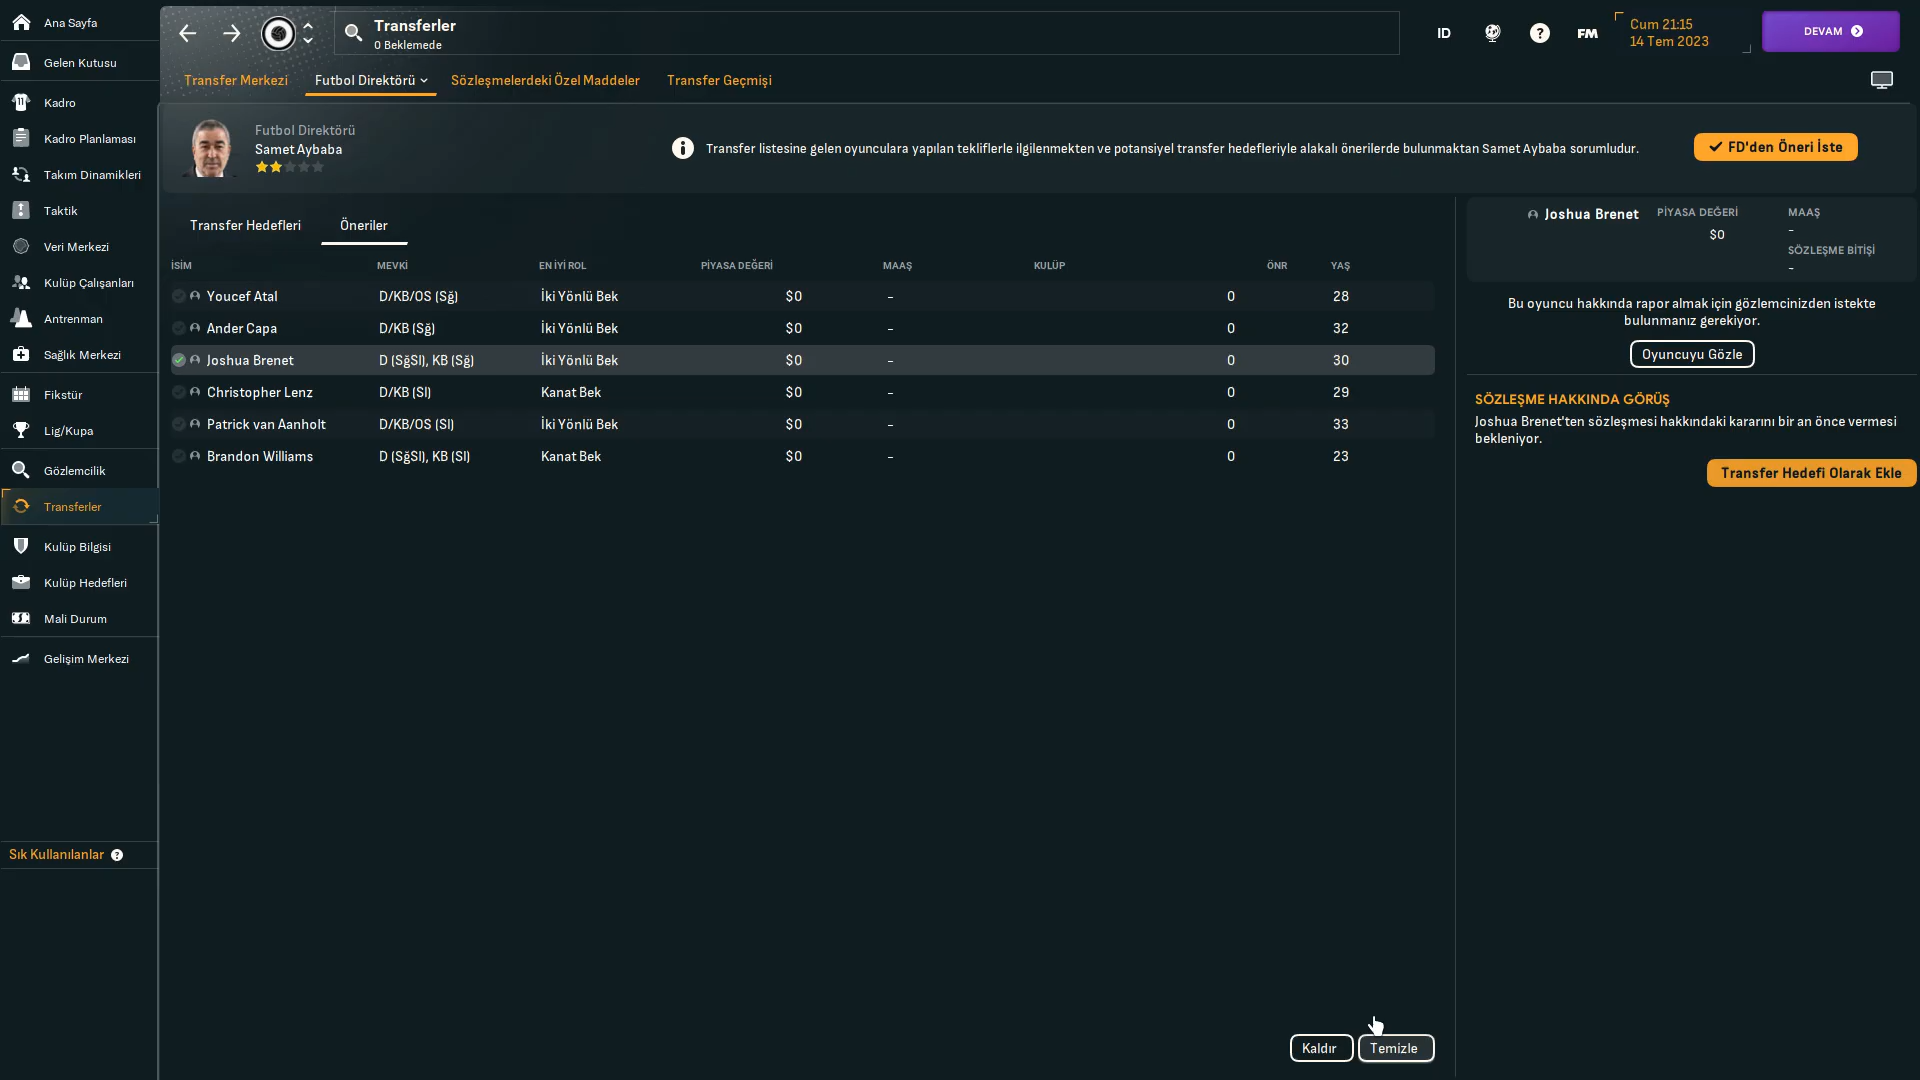 Ana Sayfa
Gelen Kutusu
Kadro
Kadro Planlaması
Takım Dinamikleri
Taktik
Veri Merkezi
Kulüp Çalışanları
Antrenman
Sağlık Merkezi
Fikstür
Lig/Kupa
Gözlemcilik
Transferler
Kulüp Bilgisi
Kulüp Hedefleri
Mali Durum
Gelişim Merkezi
Sık Kullanılanlar ?
Transferler
0 Beklemede
ID
?
FM
Cum 21:15
14 Tem 2023
DEVAM
Transfer Merkezi Futbol Direktörü Sözleşmelerdeki Özel Maddeler Transfer Geçmişi
Futbol Direktörü
Samet Aybaba
Transfer listesine gelen oyunculara yapılan tekliflerle ilgilenmekten ve potansiyel transfer hedefleriyle alakalı önerilerde bulunmaktan Samet Aybaba sorumludur.
FD'den Öneri İste
Transfer Hedefleri Öneriler
İSİM MEVKİ EN İYİ ROL PİYASA DEĞERİ MAAŞ KULÜP ÖNR YAŞ
Youcef Atal D/KB/OS (Sğ) İki Yönlü Bek $0 - 0 28
Ander Capa D/KB (Sğ) İki Yönlü Bek $0 - 0 32
Joshua Brenet D (SğSl), KB (Sğ) İki Yönlü Bek $0 - 0 30
Christopher Lenz D/KB (Sl) Kanat Bek $0 - 0 29
Patrick van Aanholt D/KB/OS (Sl) İki Yönlü Bek $0 - 0 33
Brandon Williams D (SğSl), KB (Sl) Kanat Bek $0 - 0 23
Kaldır Temizle
Joshua Brenet
PİYASA DEĞERİ
$0
MAAŞ
-
SÖZLEŞME BİTİŞİ
-
Bu oyuncu hakkında rapor almak için gözlemcinizden istekte
bulunmanız gerekiyor.
Oyuncuyu Gözle
SÖZLEŞME HAKKINDA GÖRÜŞ
Joshua Brenet'ten sözleşmesi hakkındaki kararını bir an önce vermesi
bekleniyor.
Transfer Hedefi Olarak Ekle